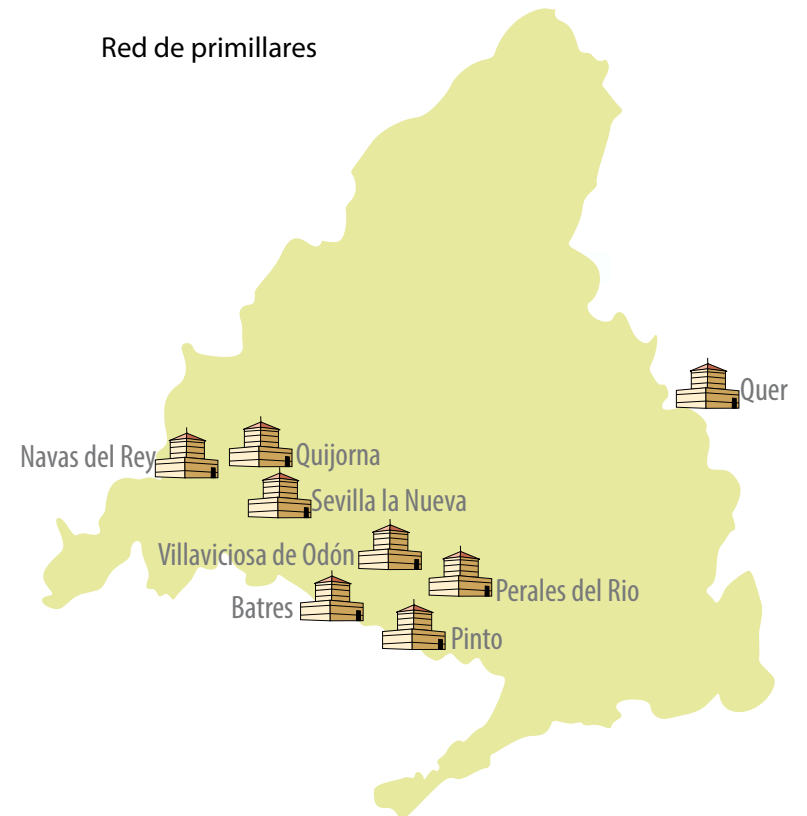 Red de primillares
Quer
Navas del Rey
Quijorna
Sevilla la Nueva
Villaviciosa de Odón
Perales del Rio
Batres
Pinto